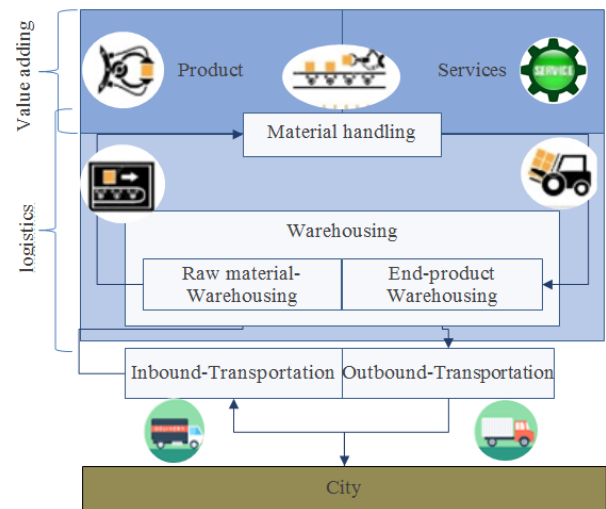 Value adding
Product
Services
SERVICE
Material handling
logistics
Warehousing
Raw material-
Warehousing
End-product
Warehousing
Inbound-Transportation
Outbound-Transportation
DELIVERY
City